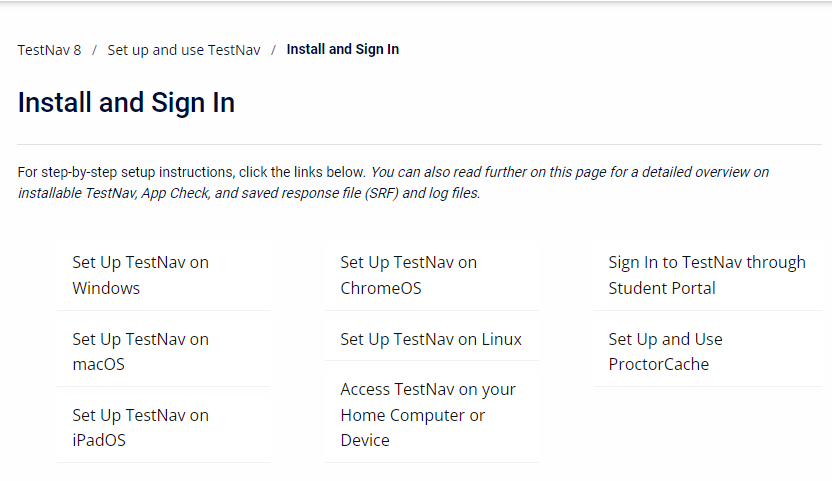 TestNav 8 / Set up and use TestNav / Install and Sign In
Install and Sign In
For step-by-step setup instructions, click the links below. You can also read further on this page for a detailed overview on
installable TestNav, App Check, and saved response file (SRF) and log files.
Set Up TestNav on
Windows
Set Up TestNav on
macOS
Set Up TestNav on
iPadOS
Set Up TestNav on
ChromeOS
Set Up TestNav on Linux
Access TestNav on your
Home Computer or
Device
Sign In to TestNav through
Student Portal
Set Up and Use
ProctorCache